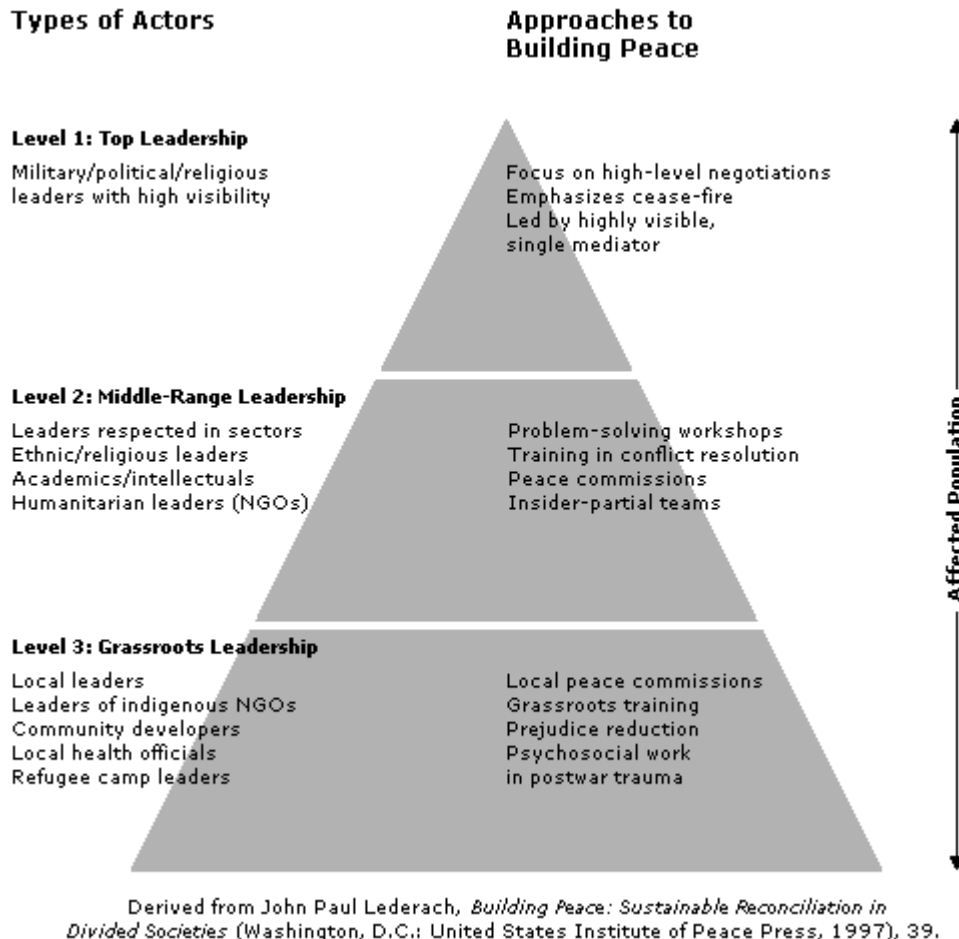 Types of Actors
Approaches to
Building Peace
Level 1: Top Leadership
Military/political/religious
leaders with high visibility
Focus on high-level negotiations
Emphasizes cease-fire
Led by highly visible,
single mediator
Level 2: Middle-Range Leadership
Leaders respected in sectors
Ethnic/religious leaders
Academics/intellectuals
Humanitarian leaders (NGOs)
Problem-solving workshops
Training in conflict resolution
Peace commissions
Insider-partial teams
Level 3: Grassroots Leadership
Local leaders
Leaders of indigenous NGOs
Community developers
Local health officials
Refugee camp leaders
Local peace commissions
Grassroots training
Prejudice reduction
Psychosocial work
in postwar trauma
Affected Population
Derived from John Paul Lederach, Building Peace: Sustainable Reconciliation in
Divided Societies (Washington, D.C.: United States Institute of Peace Press, 1997), 39.